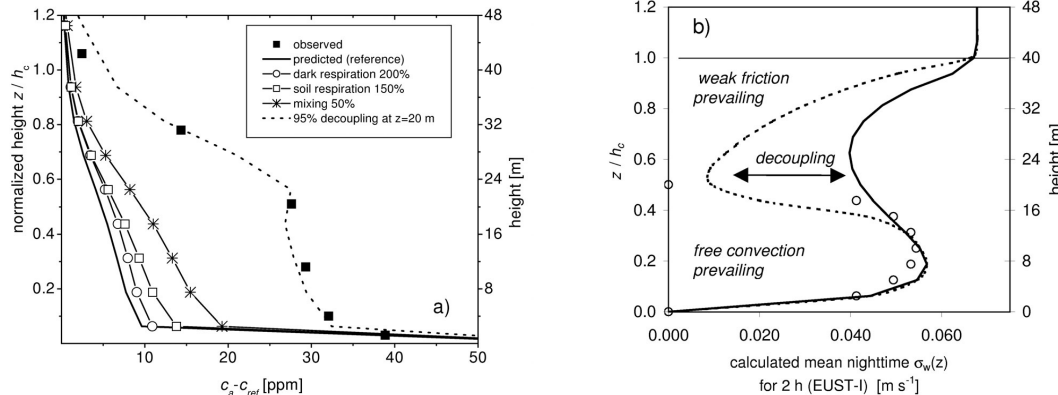 1.2
1.0
0.8
0.6
0.4
0.2
normalized height z / h_c
48
40
32
24
16
8
height [m]
observed
predicted (reference)
dark respiration 200%
soil respiration 150%
mixing 50%
95% decoupling at z=20 m
a)
10
20
30
40
50
c_a-c_ref [ppm]
b)
1.2
1.0
0.8
0.6
0.4
0.2
0.0
z / h_c
48
40
32
24
16
8
0
height [m]
weak friction
prevailing
decoupling
free convection
prevailing
0.000
0.020
0.040
0.060
calculated mean nighttime σ_w(z)
for 2 h (EUST-I) [m s⁻¹]